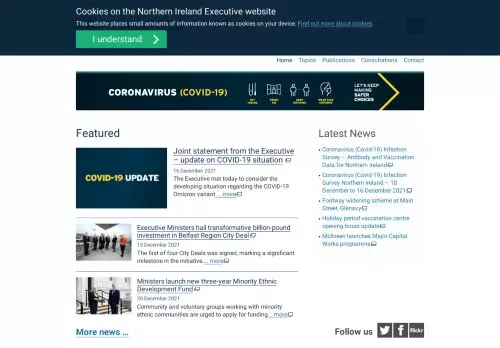 Cookies on the Northern Ireland Executive website
This website places small amounts of information known as cookies on your device. Find out more about cookies.
I understand
Home Topics Publications Consultations Contact
CORONAVIRUS (COVID-19)
LET'S KEEP
MAKING
SAFER
CHOICES
Featured
COVID-19 UPDATE
Joint statement from the Executive
– update on COVID-19 situation
16 December 2021
The Executive met today to consider the
developing situation regarding the COVID-19
Omicron variant... more
Executive Ministers hall transformative billion-pound
investment in Belfast Region City Deal
15 December 2021
The first of four City Deals was signed, marking a significant
milestone in the initiative.... more
Ministers launch new three-year Minority Ethnic
Development Fund
20 December 2021
Community and voluntary groups working with minority
ethnic communities are urged to apply for funding... more
More news …
Latest News
Coronavirus (Covid-19) Infection
Survey – Antibody and Vaccination
Data for Northern Ireland
Coronavirus (Covid-19) Infection
Survey Northern Ireland – 10
December to 16 December 2021
Footway widening scheme at Main
Street, Glenavy
Holiday period vaccination centre
opening hours update
McIlveen launches Major Capital
Works programme
Follow us
flickr